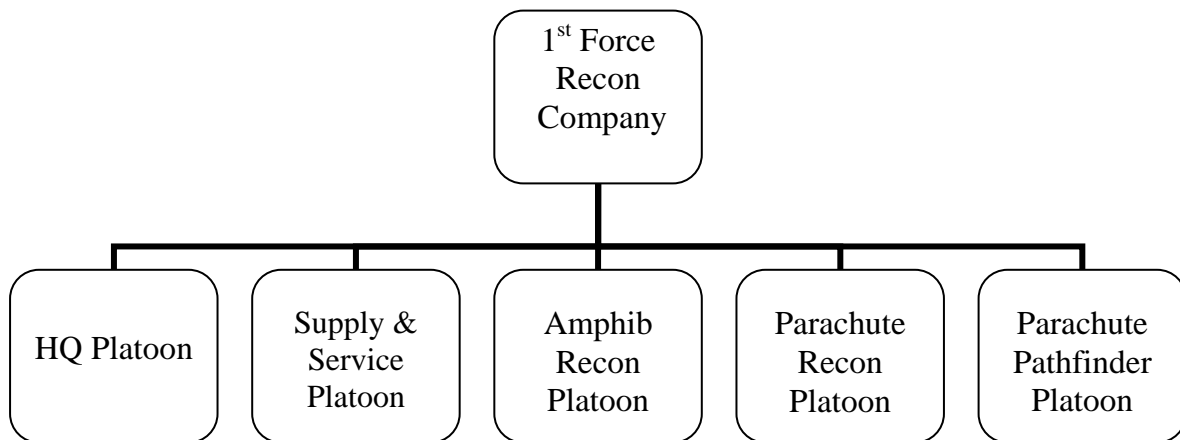 1st Force
Recon
Company
HQ Platoon
Supply &
Service
Platoon
Amphib
Recon
Platoon
Parachute
Recon
Platoon
Parachute
Pathfinder
Platoon